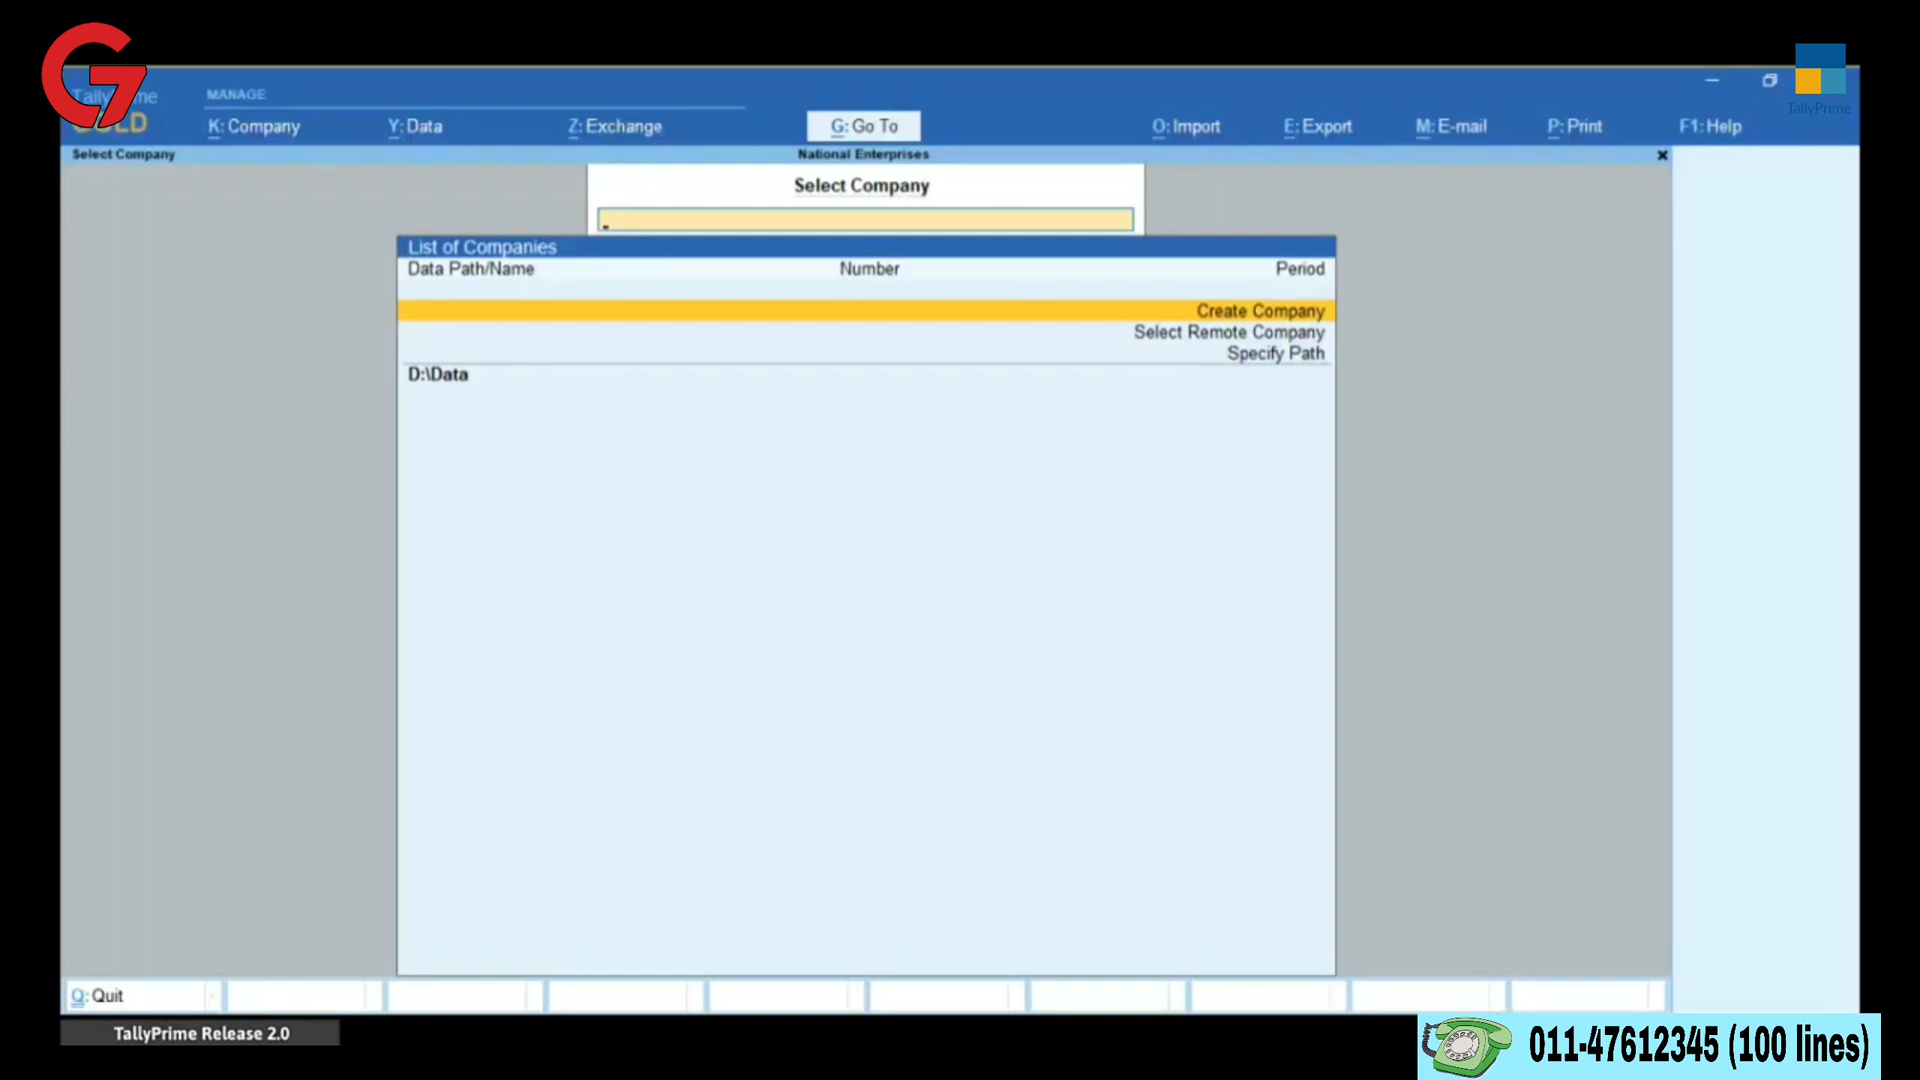 TallyPrime
MANAGE
GOLD
K: Company
Y: Data
Z: Exchange
G: Go To
O: Import
E: Export
M: E-mail
P: Print
F1: Help
TallyPrime
Select Company
National Enterprises
Select Company
List of Companies
Data Path/Name
Number
Period
Create Company
Select Remote Company
Specify Path
D:\Data
Q: Quit
TallyPrime Release 2.0
011-47612345 (100 lines)